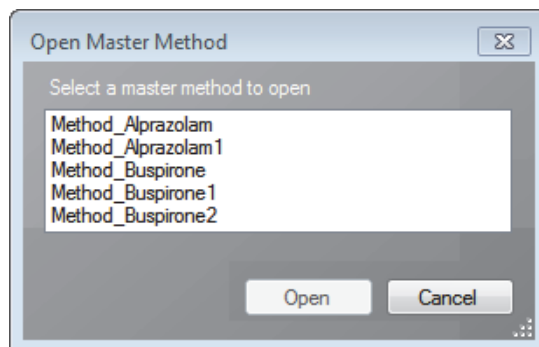 Open Master Method
Select a master method to open
Method_Alprazolam
Method_Alprazolam1
Method_Buspirone
Method_Buspirone1
Method_Buspirone2
Open
Cancel